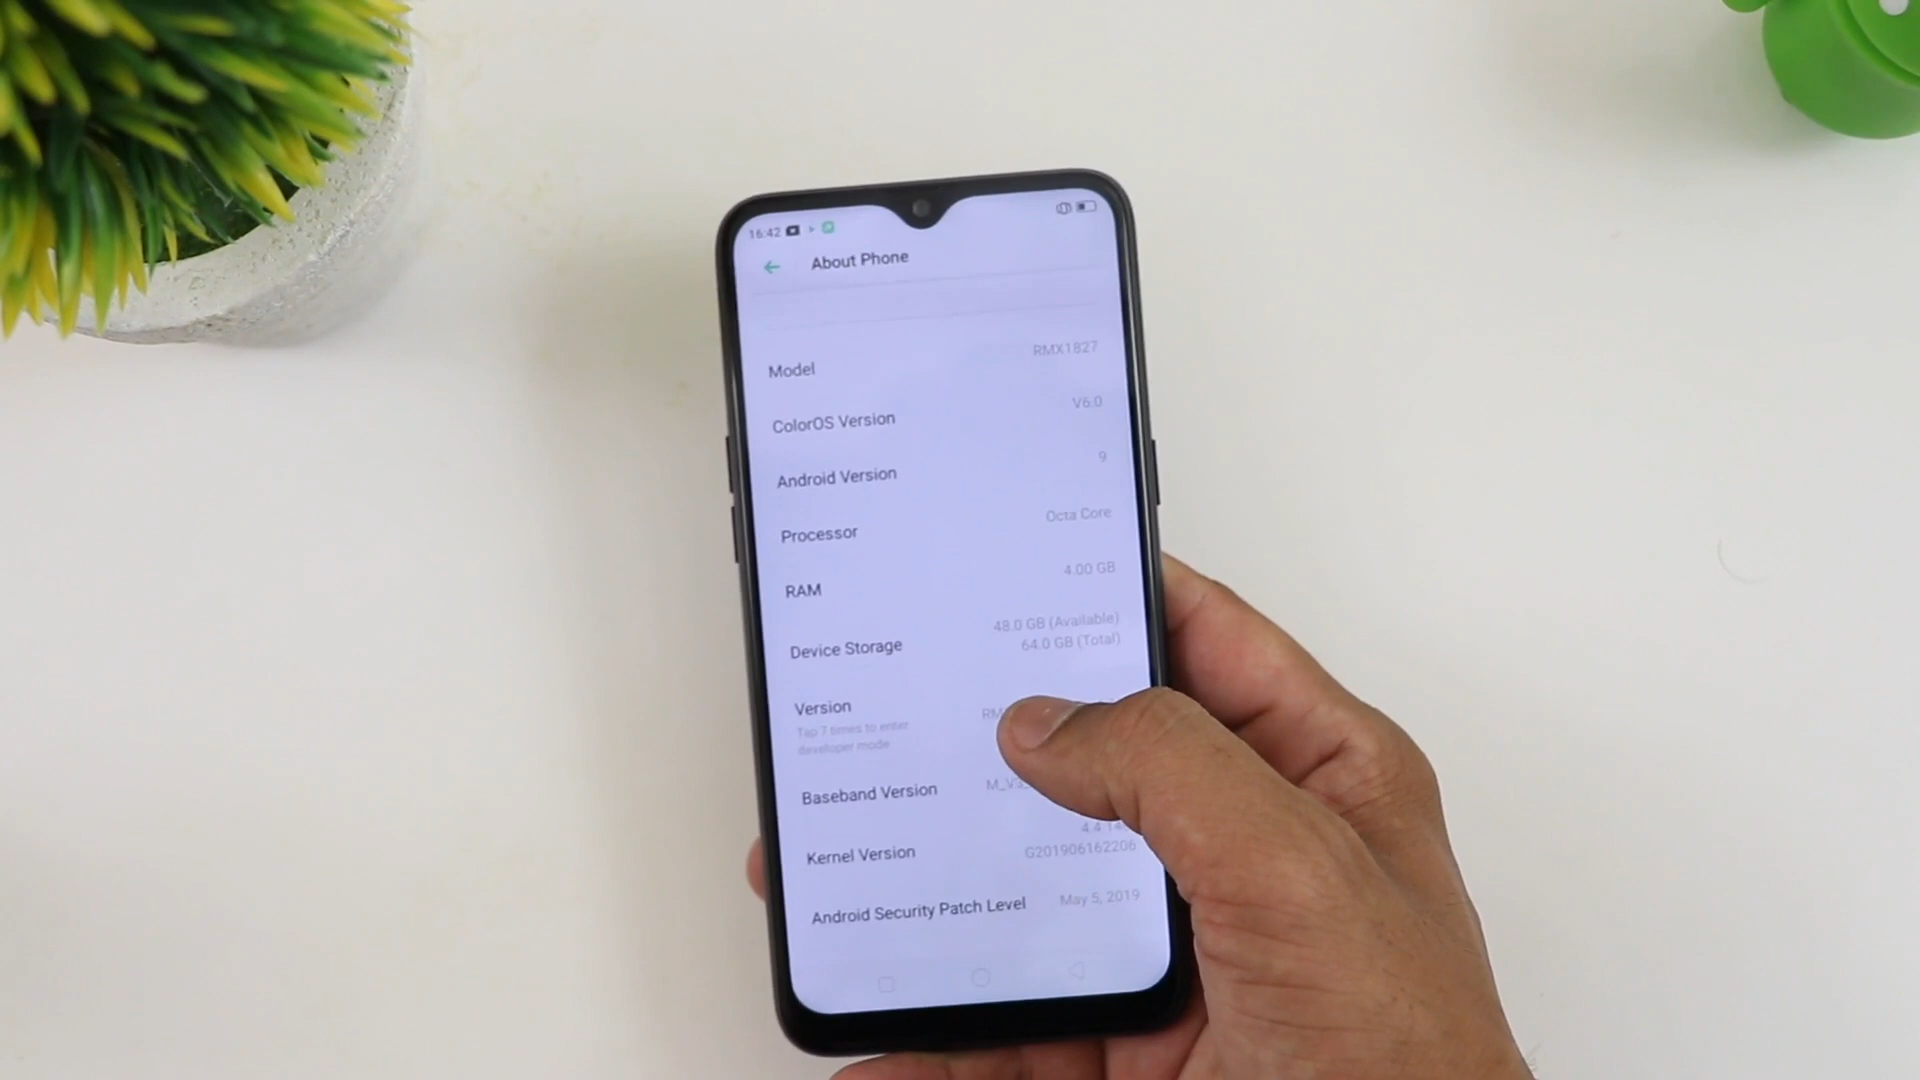 16:42
About Phone
Model RMX1827
ColorOS Version V6.0
Android Version 9
Processor Octa Core
RAM 4.00 GB
Device Storage 48.0 GB (Available)
64.0 GB (Total)
Version
Tap 7 times to enter
developer mode
Baseband Version
Kernel Version
G201906162206
Android Security Patch Level May 5, 2019